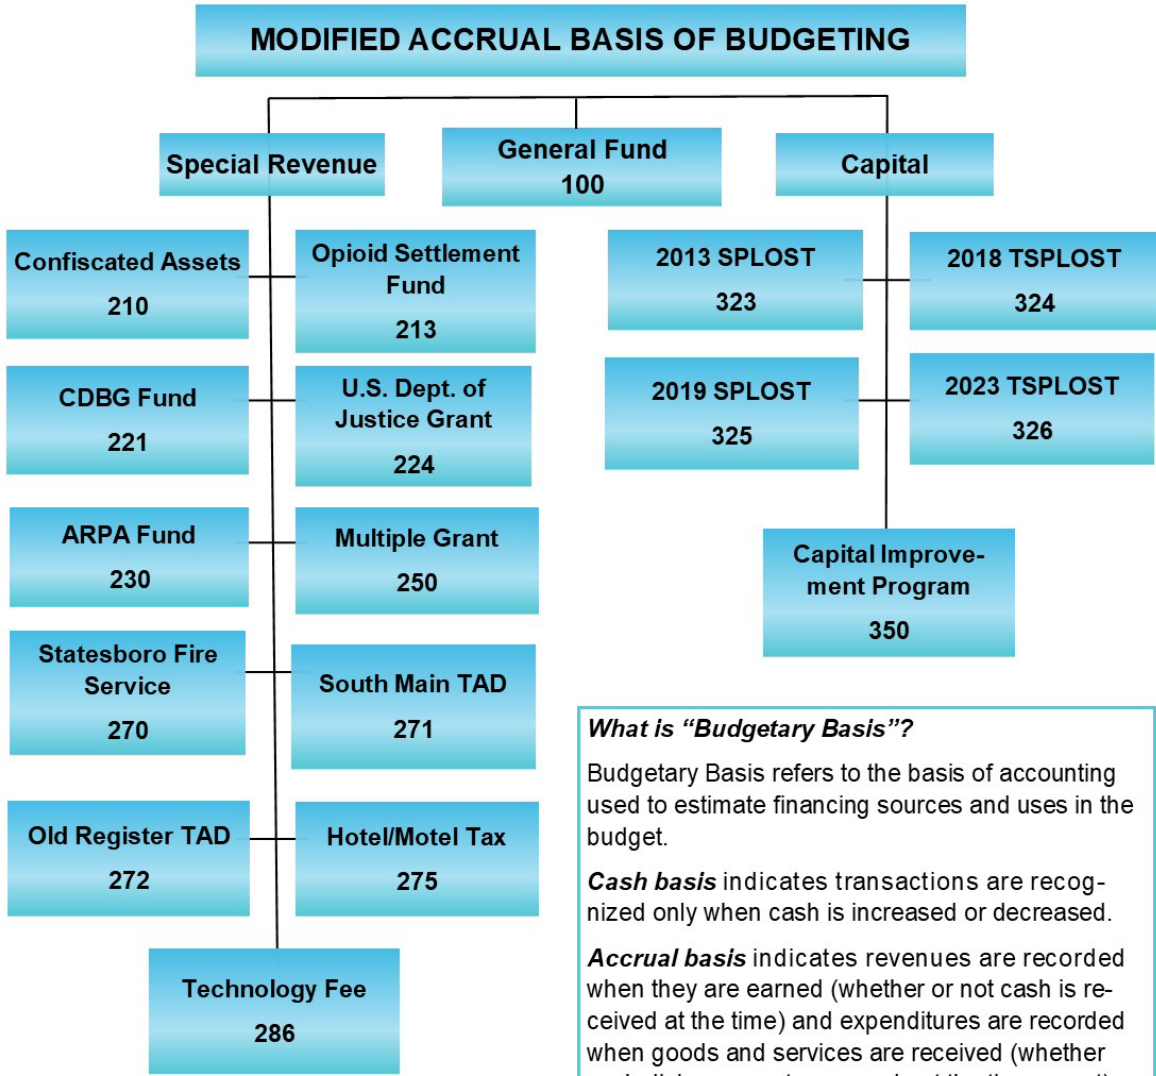 MODIFIED ACCRUAL BASIS OF BUDGETING
Special Revenue
General Fund
100
Capital
Confiscated Assets
210
Opioid Settlement
Fund
213
CDBG Fund
221
U.S. Dept. of
Justice Grant
224
ARPA Fund
230
Multiple Grant
250
Statesboro Fire
Service
270
South Main TAD
271
Old Register TAD
272
Hotel/Motel Tax
275
Technology Fee
286
2013 SPLOST
323
2018 TSPLOST
324
2019 SPLOST
325
2023 TSPLOST
326
Capital Improve-
ment Program
350
What is “Budgetary Basis”?
Budgetary Basis refers to the basis of accounting
used to estimate financing sources and uses in the
budget.
Cash basis indicates transactions are recog-
nized only when cash is increased or decreased.
Accrual basis indicates revenues are recorded
when they are earned (whether or not cash is re-
ceived at the time) and expenditures are recorded
when goods and services are received (whether